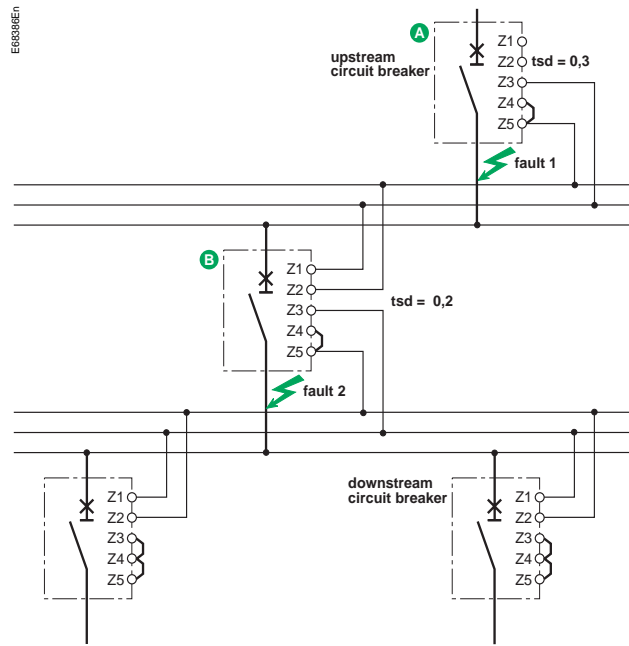 E68386En
A
upstream
circuit breaker
Z1
Z2
tsd = 0,3
Z3
Z4
Z5
fault 1
B
Z1
Z2
Z3
tsd = 0,2
Z4
Z5
fault 2
downstream
circuit breaker
Z1
Z2
Z3
Z4
Z5
Z1
Z2
Z3
Z4
Z5